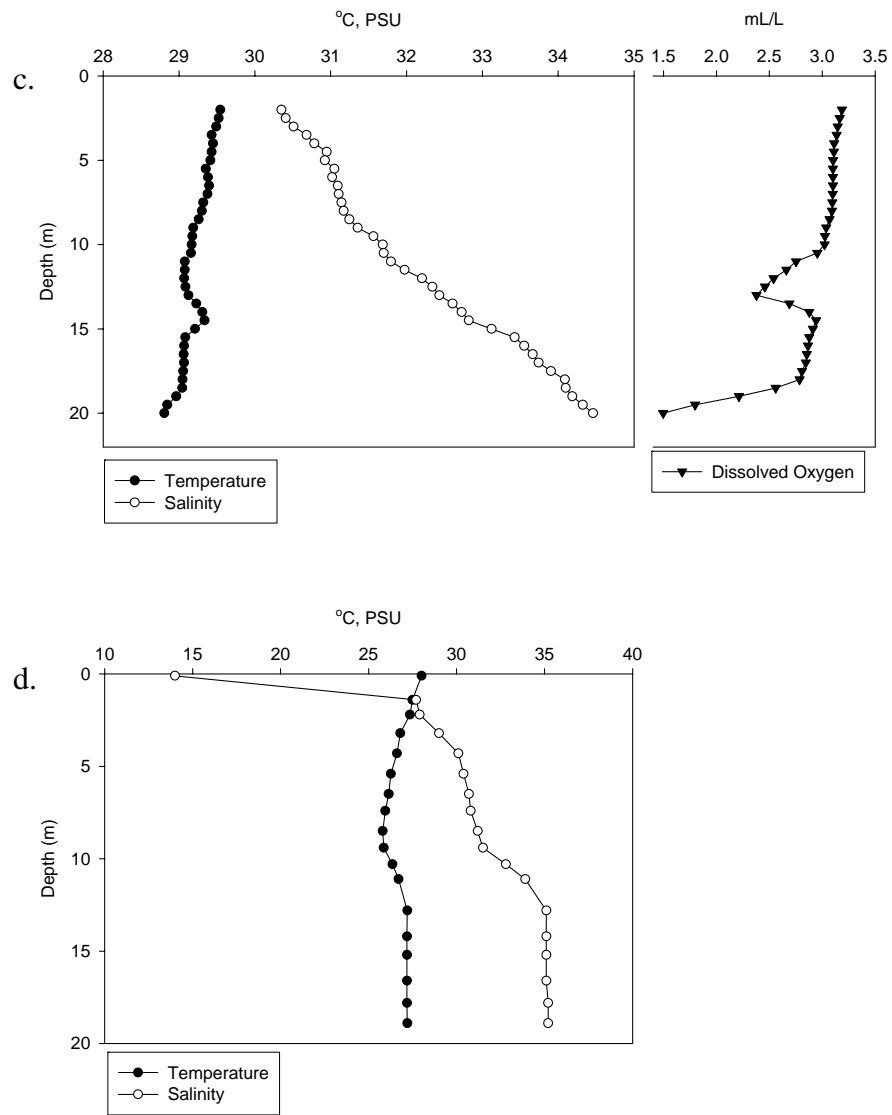 °C, PSU
mL/L
28 29 30 31 32 33 34 35
1.5 2.0 2.5 3.0 3.5
c.
0
5
10
15
20
Depth (m)
Temperature
Salinity
Dissolved Oxygen
°C, PSU
10 15 20 25 30 35 40
d.
0
5
10
15
20
Depth (m)
Temperature
Salinity